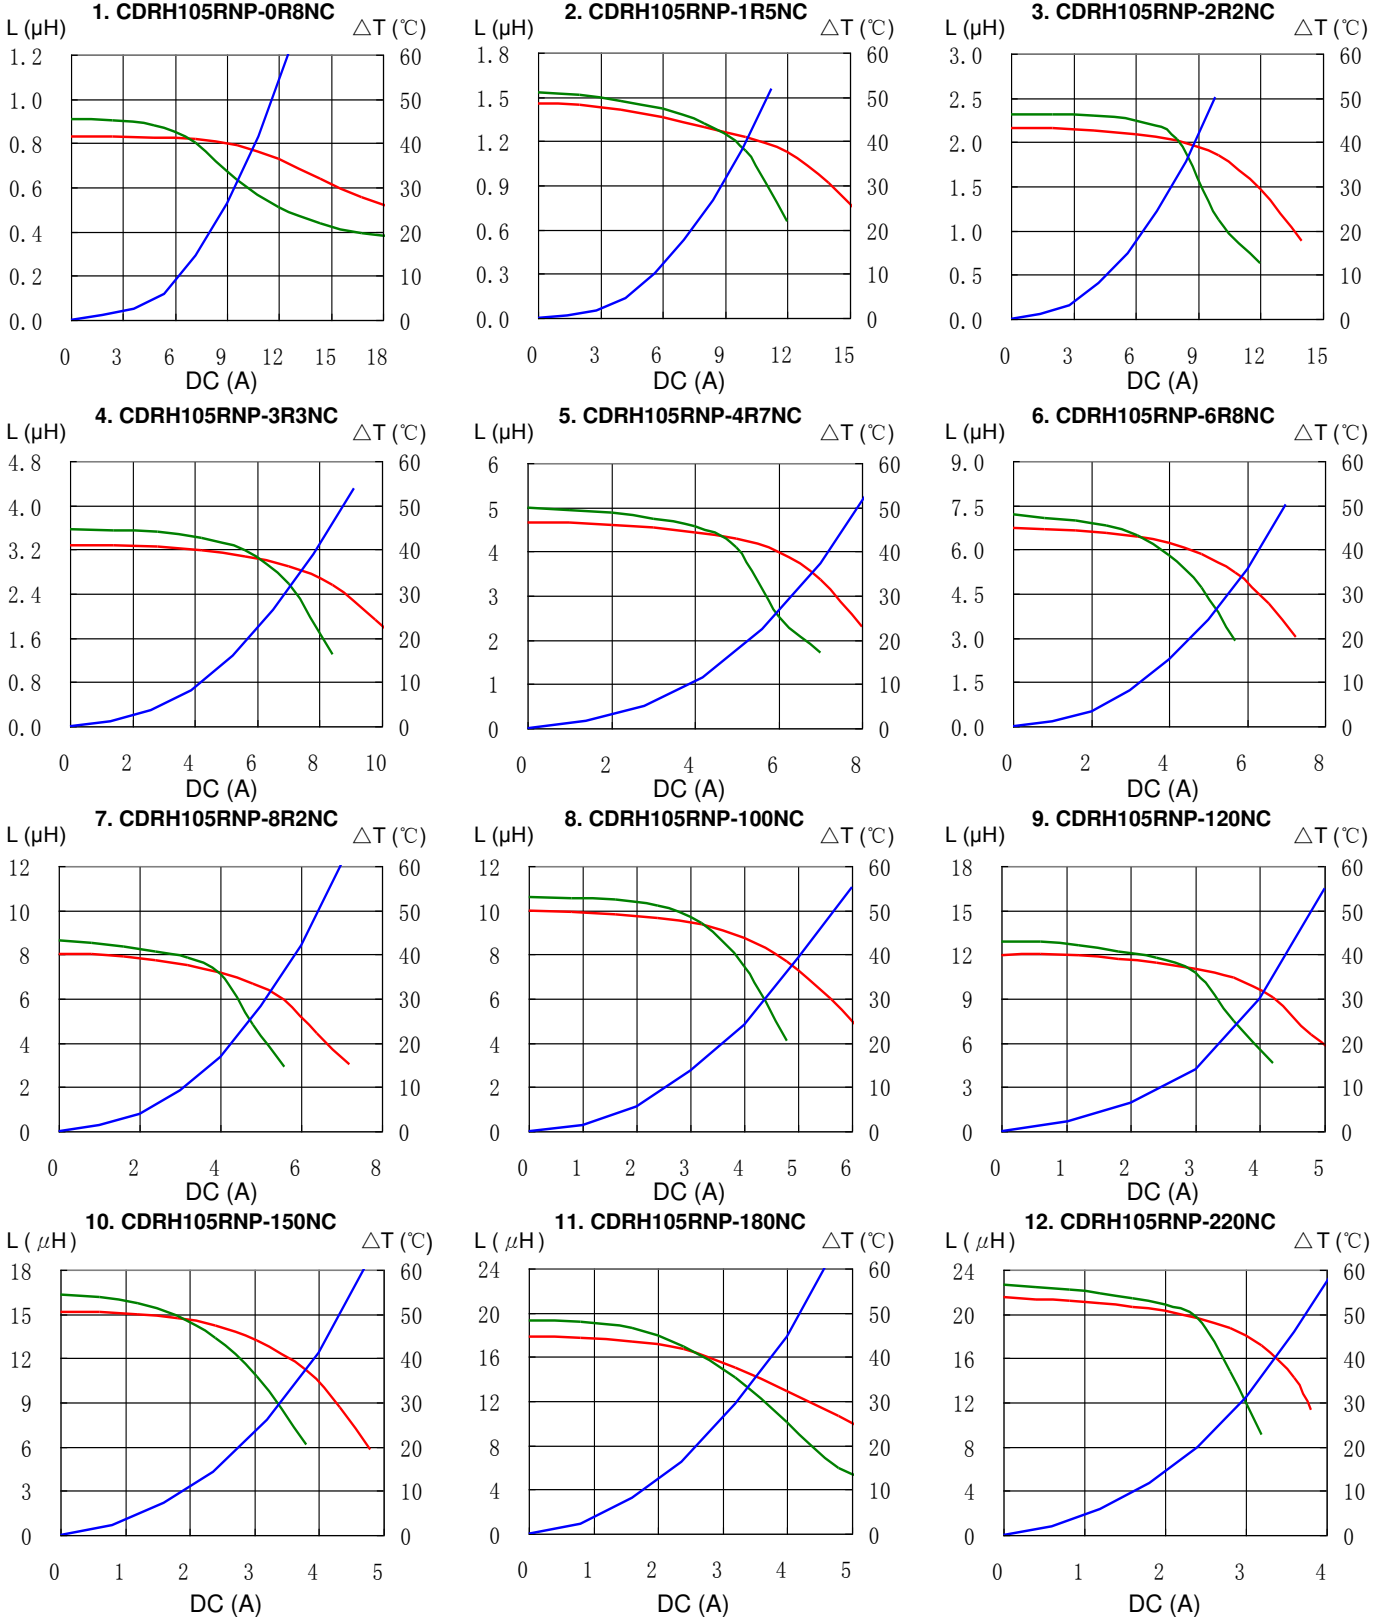 1. CDRH105RNP-0R8NC
L (µH) △T (℃)
1.2 60
1.0 50
0.8 40
0.6 30
0.4 20
0.2 10
0.0 0
0 3 6 9 12 15 18
DC (A)
2. CDRH105RNP-1R5NC
L (µH) △T (℃)
1.8 60
1.5 50
1.2 40
0.9 30
0.6 20
0.3 10
0.0 0
0 3 6 9 12 15
DC (A)
3. CDRH105RNP-2R2NC
L (µH) △T (℃)
3.0 60
2.5 50
2.0 40
1.5 30
1.0 20
0.5 10
0.0 0
0 3 6 9 12 15
DC (A)
4. CDRH105RNP-3R3NC
L (µH) △T (℃)
4.8 60
4.0 50
3.2 40
2.4 30
1.6 20
0.8 10
0.0 0
0 2 4 6 8 10
DC (A)
5. CDRH105RNP-4R7NC
L (µH) △T (℃)
6 60
5 50
4 40
3 30
2 20
1 10
0 0
0 2 4 6 8
DC (A)
6. CDRH105RNP-6R8NC
L (µH) △T (℃)
9.0 60
7.5 50
6.0 40
4.5 30
3.0 20
1.5 10
0.0 0
0 2 4 6 8
DC (A)
7. CDRH105RNP-8R2NC
L (µH) △T (℃)
12 60
10 50
8 40
6 30
4 20
2 10
0 0
0 2 4 6 8
DC (A)
8. CDRH105RNP-100NC
L (µH) △T (℃)
12 60
10 50
8 40
6 30
4 20
2 10
0 0
0 1 2 3 4 5 6
DC (A)
9. CDRH105RNP-120NC
L (µH) △T (℃)
18 60
15 50
12 40
9 30
6 20
3 10
0 0
0 1 2 3 4 5
DC (A)
10. CDRH105RNP-150NC
L ( µH) △T (℃)
18 60
15 50
12 40
9 30
6 20
3 10
0 0
0 1 2 3 4 5
DC (A)
11. CDRH105RNP-180NC
L ( µH) △T (℃)
24 60
20 50
16 40
12 30
8 20
4 10
0 0
0 1 2 3 4 5
DC (A)
12. CDRH105RNP-220NC
L ( µH) △T (℃)
24 60
20 50
16 40
12 30
8 20
4 10
0 0
0 1 2 3 4
DC (A)